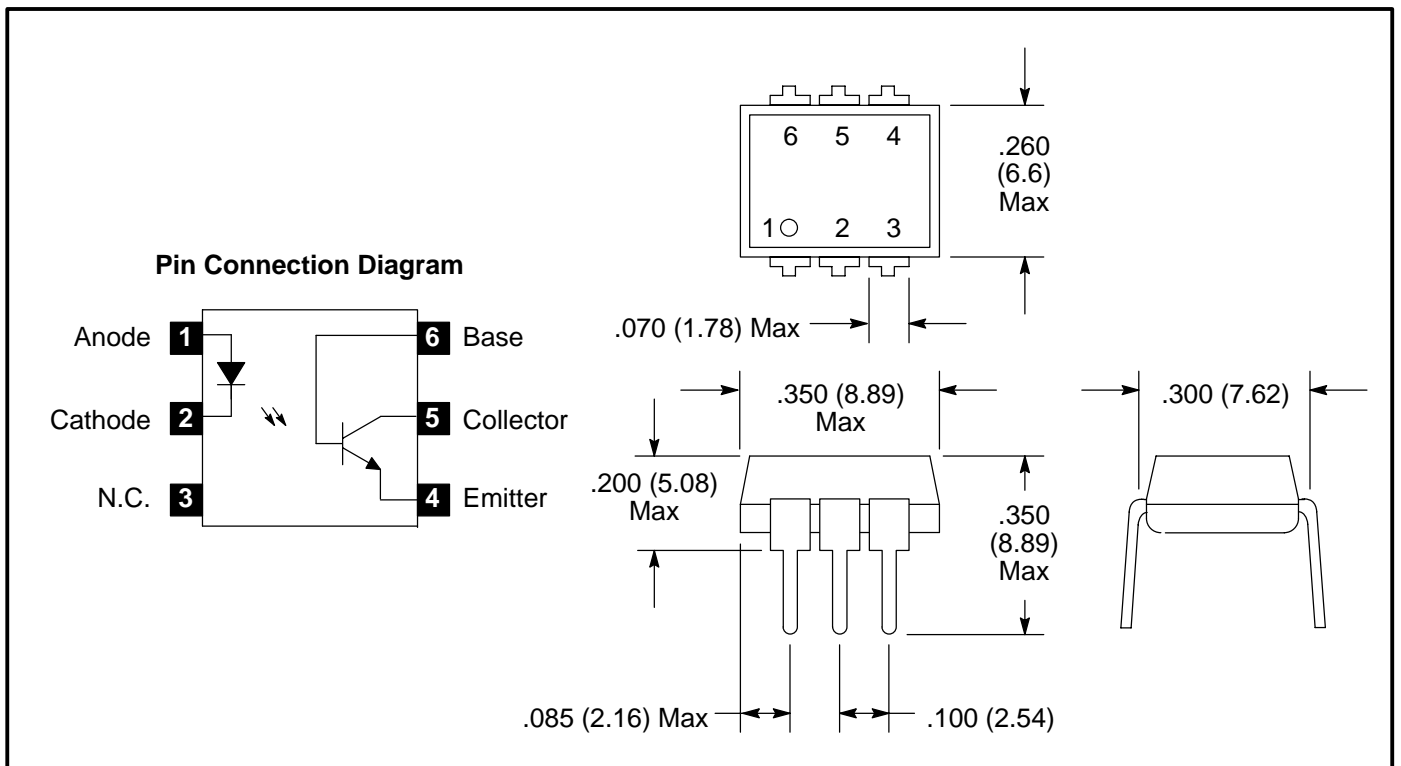 Pin Connection Diagram
Anode 1
6 Base
Cathode 2
5 Collector
N.C. 3
4 Emitter
6 5 4
1 2 3
.260
(6.6)
Max
.070 (1.78) Max
.350 (8.89)
Max
.300 (7.62)
.200 (5.08)
Max
.350
(8.89)
Max
.085 (2.16) Max
.100 (2.54)